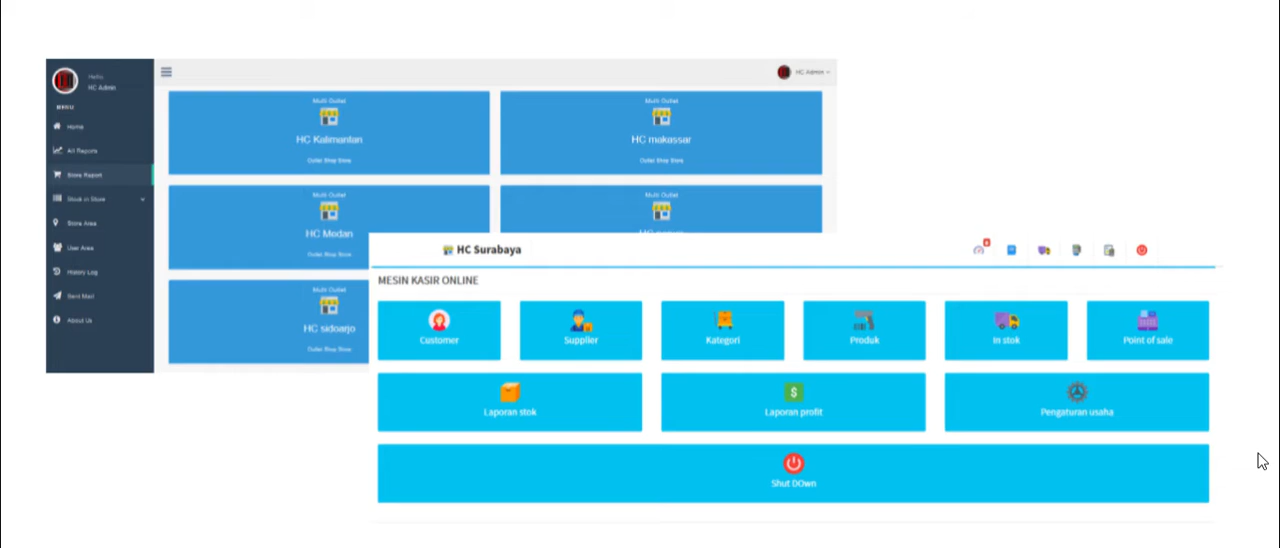 Hello,
HC Admin
MENU
Home
All Reports
Store Report
Stock in Store
Store Area
User Area
History Log
Sent Mail
About Us
HC Admin
Multi Outlet
HC Kalimantan
Outlet Shop Store
Multi Outlet
HC makassar
Outlet Shop Store
Multi Outlet
HC Medan
Outlet Shop Store
Multi Outlet
Multi Outlet
HC sidoarjo
Outlet Shop Store
HC Surabaya
MESIN KASIR ONLINE
Customer
Supplier
Kategori
Produk
In stok
Point of sale
Laporan stok
Laporan profit
Pengaturan usaha
Shut DOwn